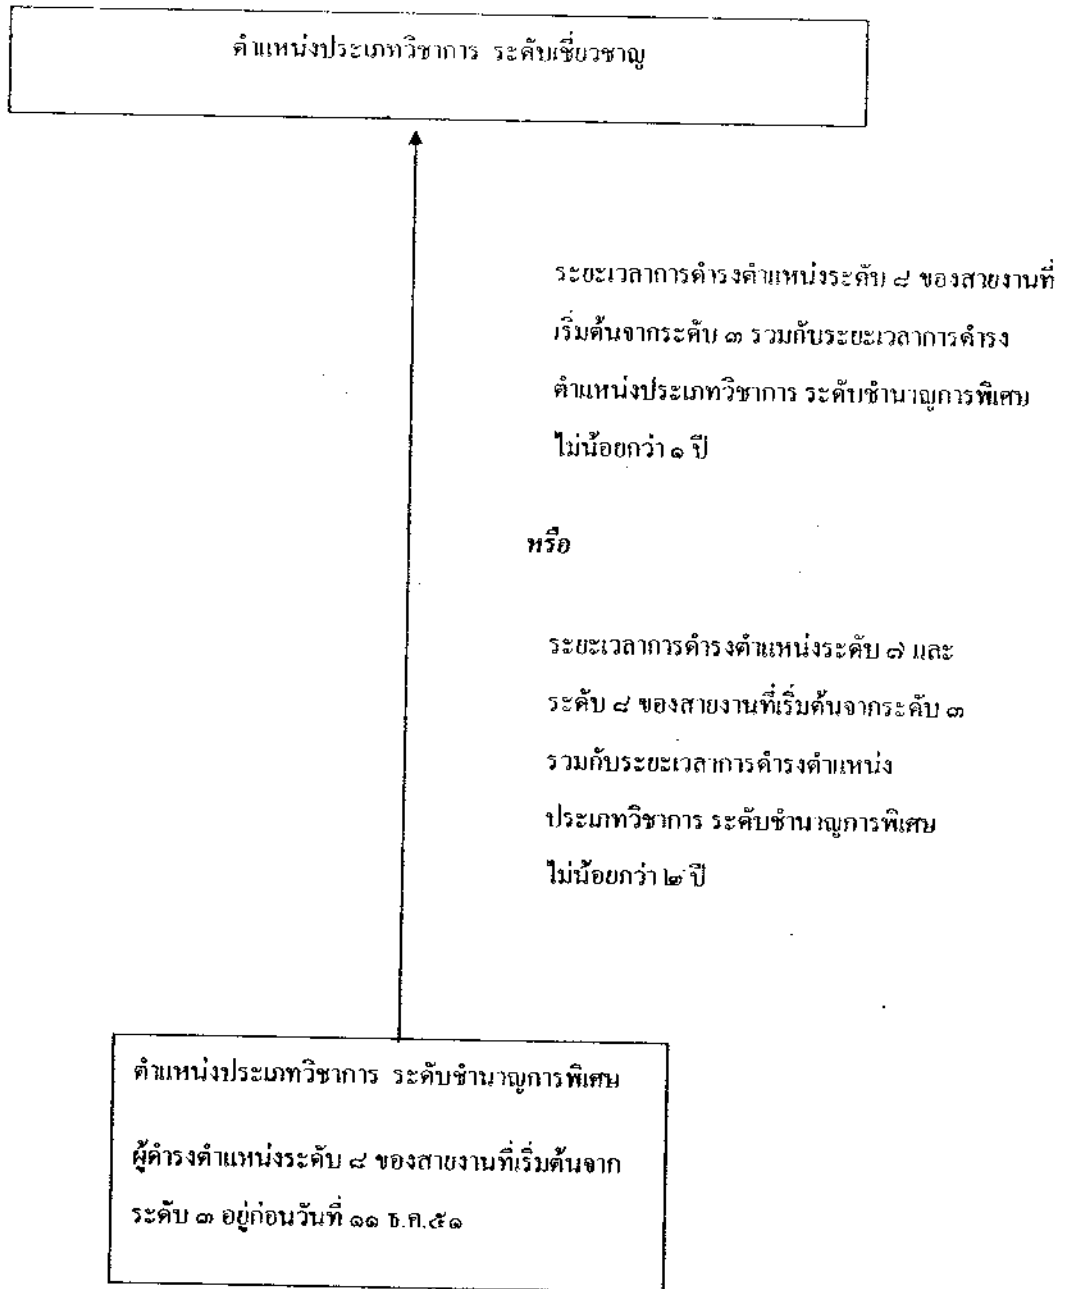 ตำแหน่งประเภทวิชาการ ระดับเชี่ยวชาญ
ระยะเวลาการดำรงตำแหน่งระดับ ๘ ของสายงานที่
เริ่มต้นจากระดับ ๓ รวมกับระยะเวลาการดำรง
ตำแหน่งประเภทวิชาการ ระดับชำนาญการพิเศษ
ไม่น้อยกว่า ๑ ปี
หรือ
ระยะเวลาการดำรงตำแหน่งระดับ ๗ และ
ระดับ ๘ ของสายงานที่เริ่มต้นจากระดับ ๓
รวมกับระยะเวลาการดำรงตำแหน่ง
ประเภทวิชาการ ระดับชำนาญการพิเศษ
ไม่น้อยกว่า ๒ ปี
ตำแหน่งประเภทวิชาการ ระดับชำนาญการพิเศษ
ผู้ดำรงตำแหน่งระดับ ๘ ของสายงานที่เริ่มต้นจาก
ระดับ ๓ อยู่ก่อนวันที่ ๑๑ ธ.ค.๕๑